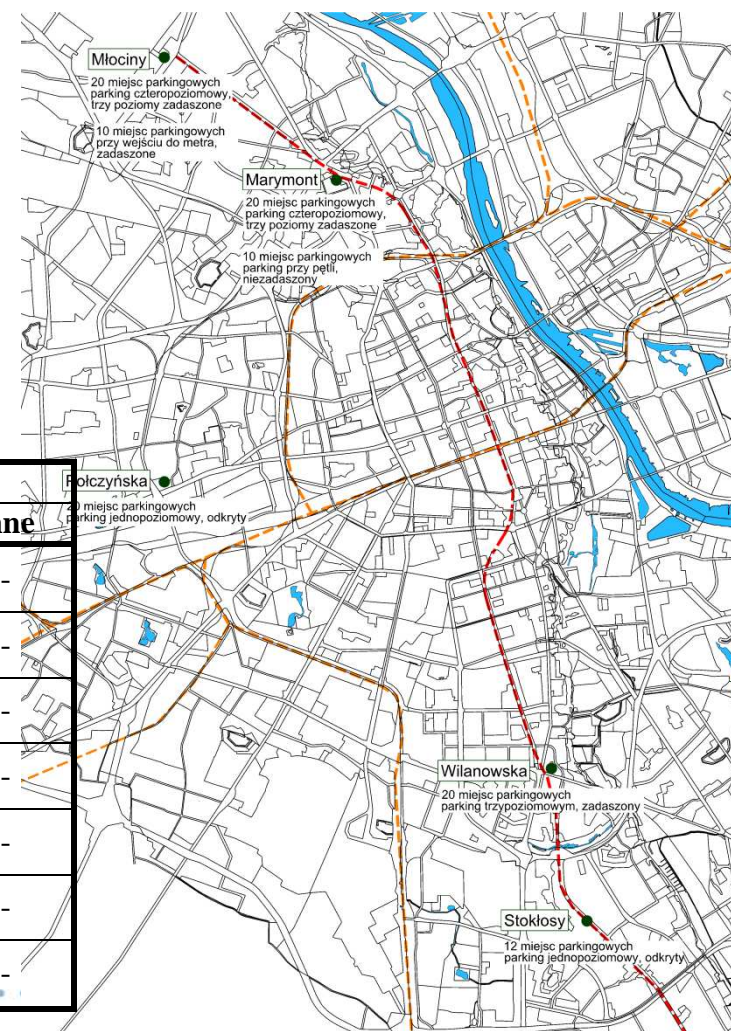 Młociny
20 miejsc parkingowych
parking czteropoziomowy,
trzy poziomy zadaszone
10 miejsc parkingowych
przy wejściu do metra,
zadaszone
Marymont
20 miejsc parkingowych
parking czteropoziomowy,
trzy poziomy zadaszone
10 miejsc parkingowych
parking przy pętli,
niezadaszony
Połczyńska
20 miejsc parkingowych
parking jednopoziomowy, odkryty
ne
-
-
-
-
-
-
-
Wilanowska
20 miejsc parkingowych
parking trzypoziomowym, zadaszony
Stokłosy
12 miejsc parkingowych
parking jednopoziomowy, odkryty